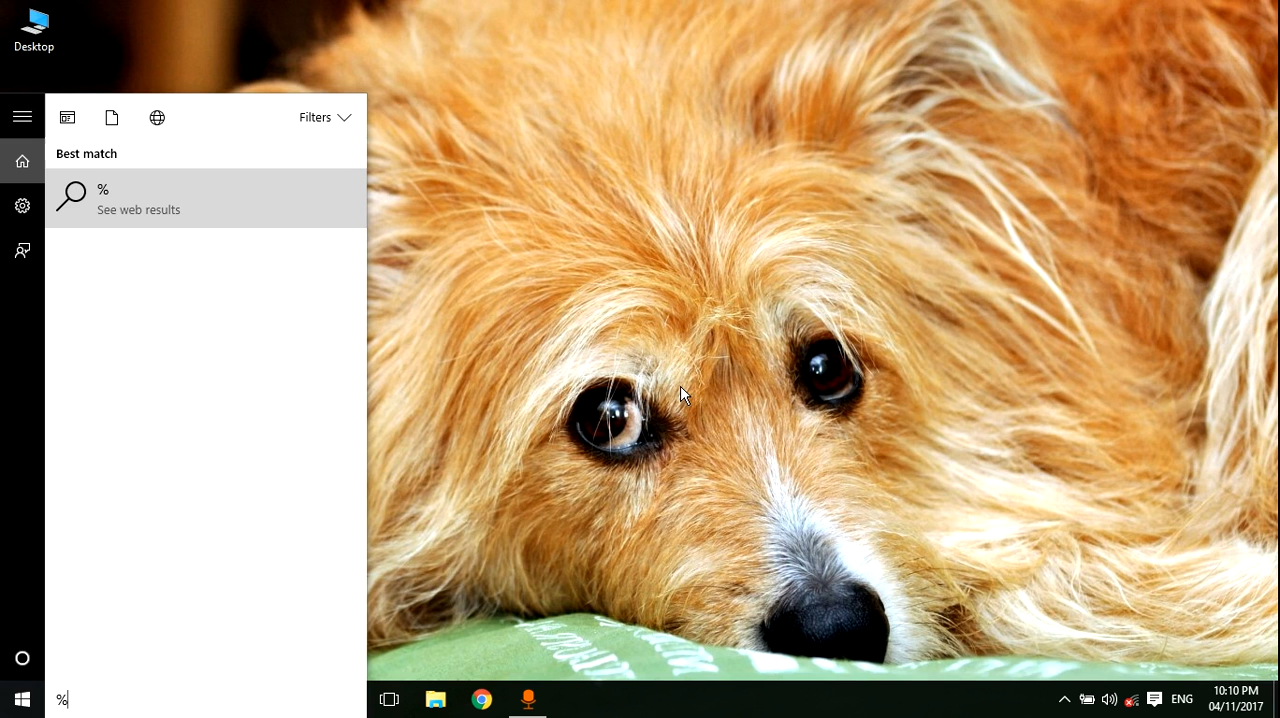 Desktop
Filters
Best match
%
See web results
%
ENG
10:10 PM
04/11/2017